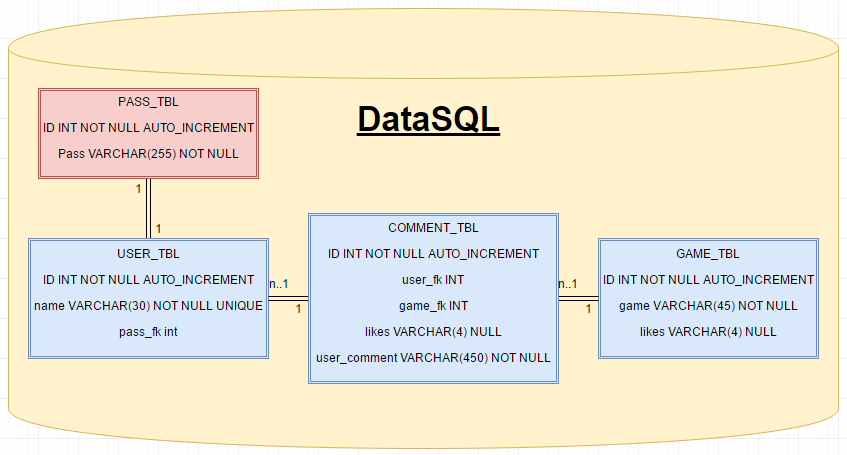 DataSQL
PASS_TBL
ID INT NOT NULL AUTO_INCREMENT
Pass VARCHAR(255) NOT NULL
1
1
USER_TBL
ID INT NOT NULL AUTO_INCREMENT
name VARCHAR(30) NOT NULL UNIQUE
pass_fk int
n..1
1
COMMENT_TBL
ID INT NOT NULL AUTO_INCREMENT
user_fk INT
game_fk INT
likes VARCHAR(4) NULL
user_comment VARCHAR(450) NOT NULL
n..1
1
GAME_TBL
ID INT NOT NULL AUTO_INCREMENT
game VARCHAR(45) NOT NULL
likes VARCHAR(4) NULL